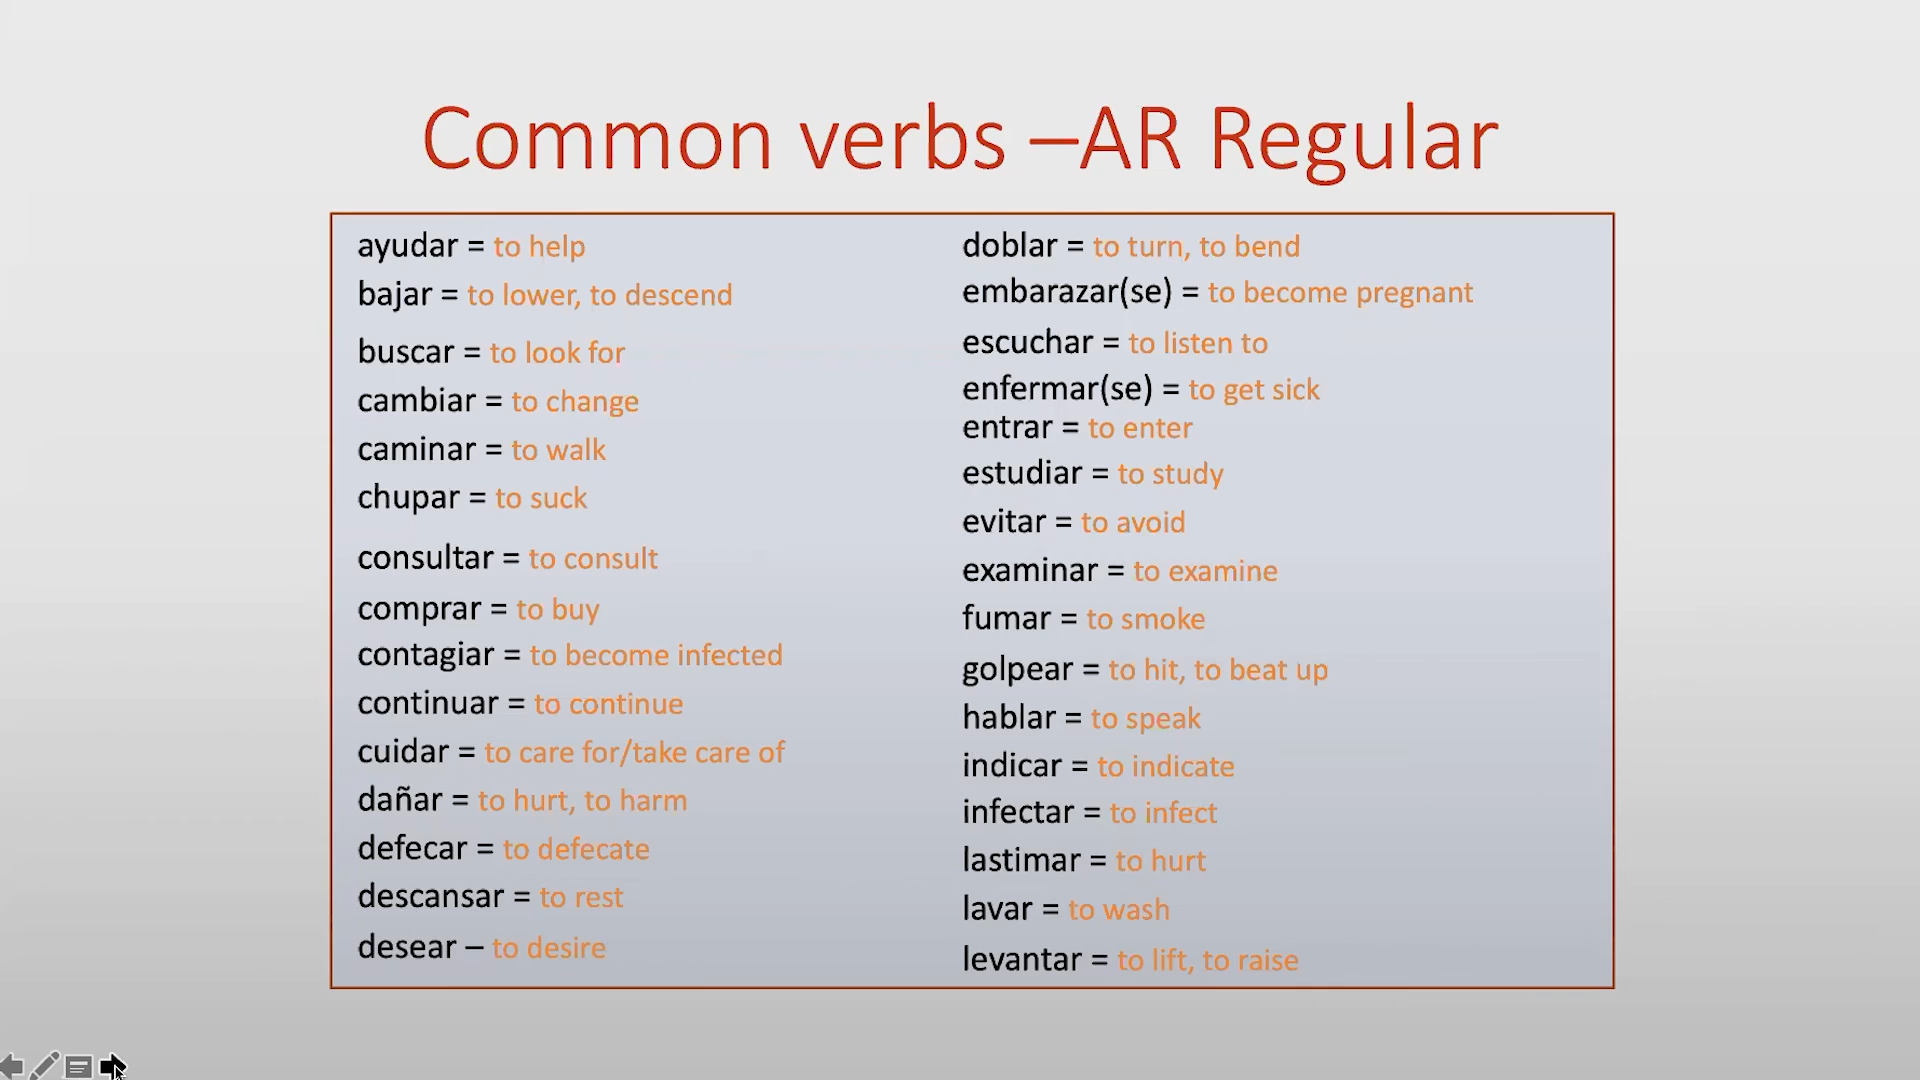 Common verbs –AR Regular
ayudar = to help
bajar = to lower, to descend
buscar = to look for
cambiar = to change
caminar = to walk
chupar = to suck
consultar = to consult
comprar = to buy
contagiar = to become infected
continuar = to continue
cuidar = to care for/take care of
dañar = to hurt, to harm
defecar = to defecate
descansar = to rest
desear – to desire
doblar = to turn, to bend
embarazar(se) = to become pregnant
escuchar = to listen to
enfermar(se) = to get sick
entrar = to enter
estudiar = to study
evitar = to avoid
examinar = to examine
fumar = to smoke
golpear = to hit, to beat up
hablar = to speak
indicar = to indicate
infectar = to infect
lastimar = to hurt
lavar = to wash
levantar = to lift, to raise